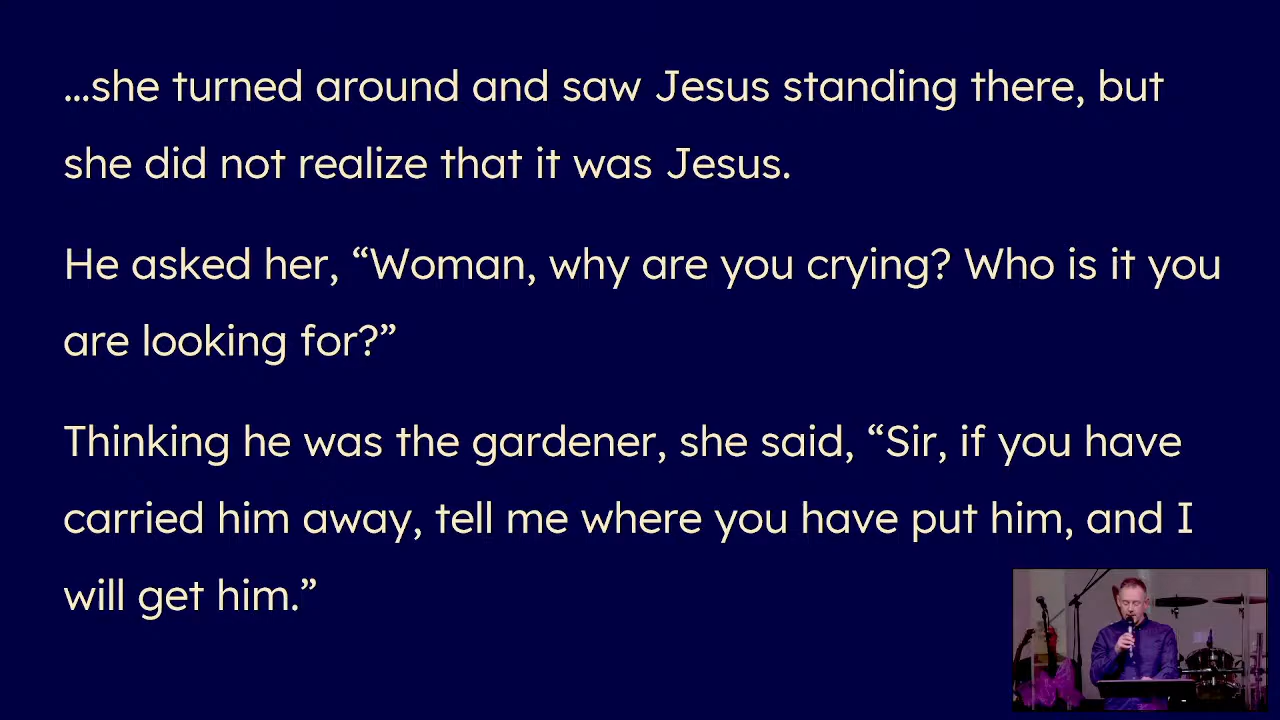 ...she turned around and saw Jesus standing there, but
she did not realize that it was Jesus.
He asked her, “Woman, why are you crying? Who is it you
are looking for?”
Thinking he was the gardener, she said, “Sir, if you have
carried him away, tell me where you have put him, and I
will get him.”